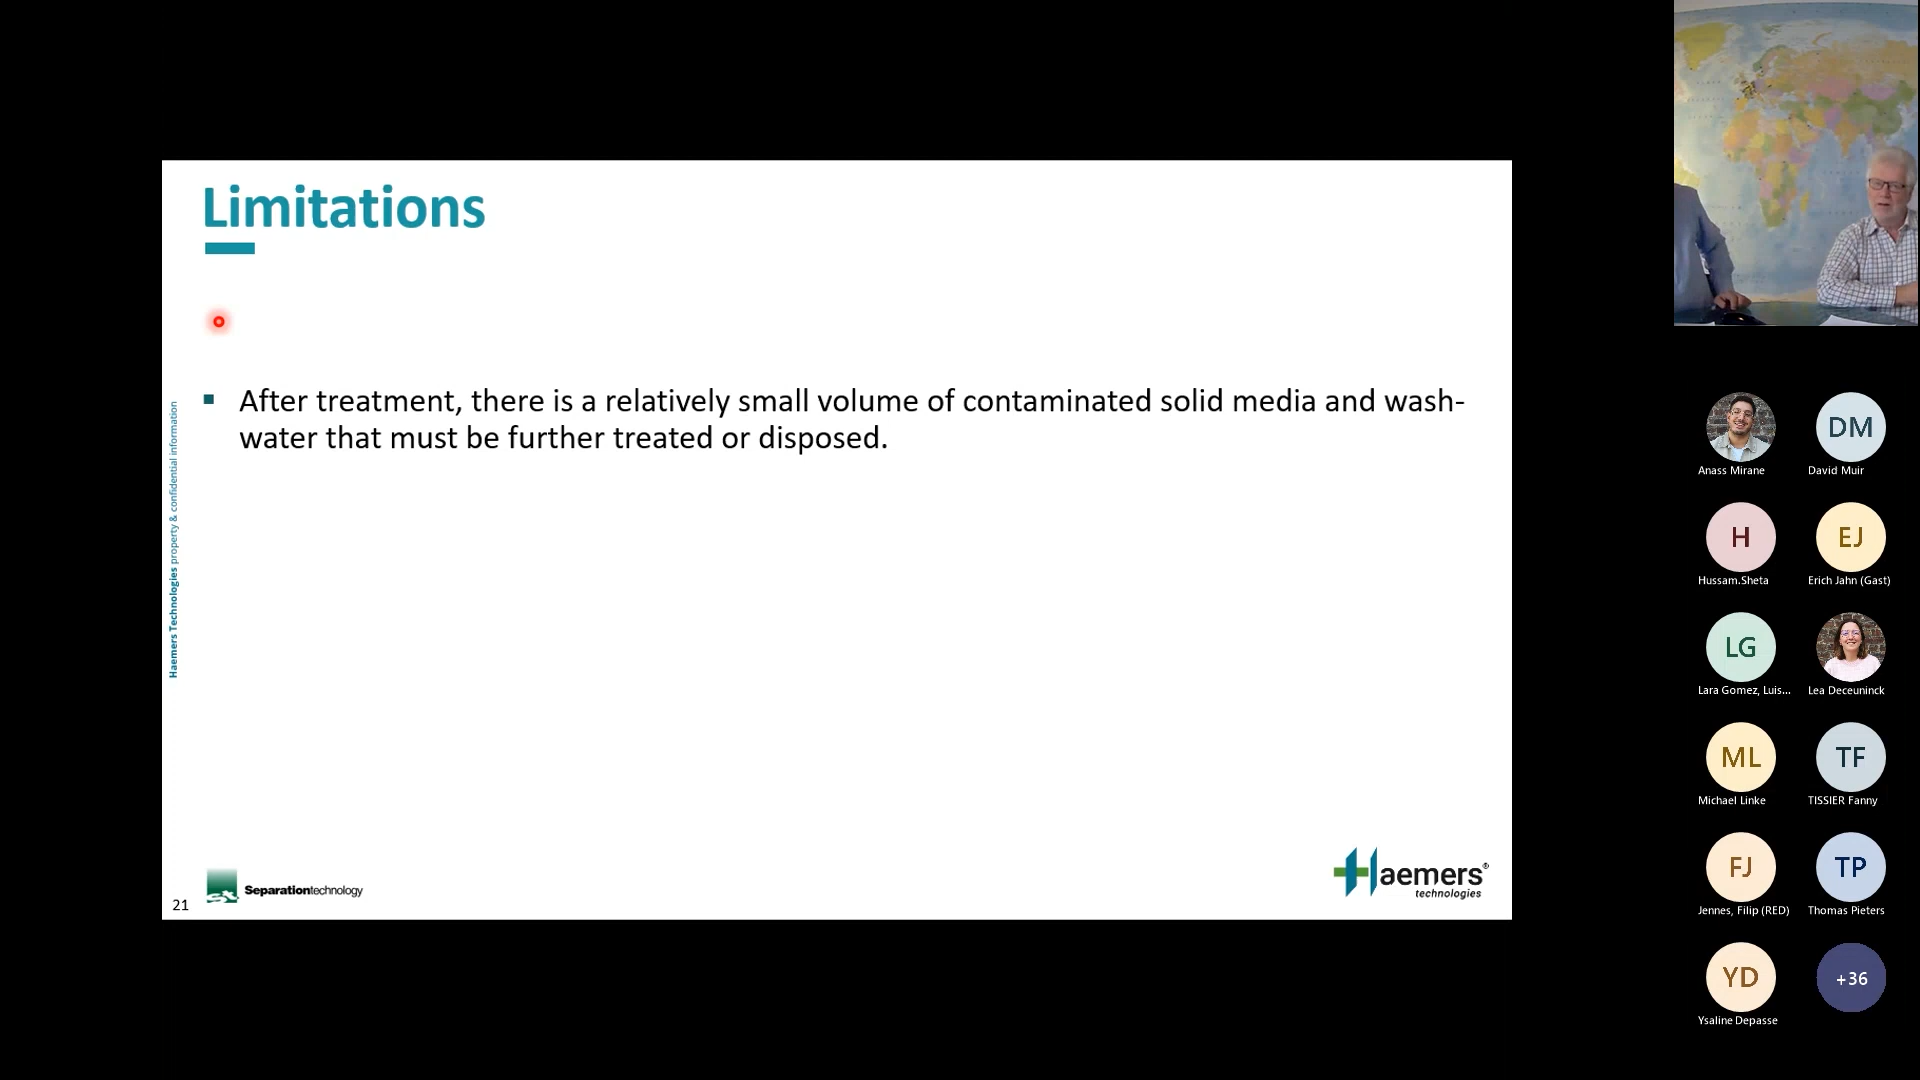 Limitations
▪ After treatment, there is a relatively small volume of contaminated solid media and wash-
water that must be further treated or disposed.
Haemers Technologies property & confidential information
21
Separationtechnology
Haemers®
technologies
Anass Mirane
DM
David Muir
H
Hussam.Sheta
EJ
Erich Jahn (Gast)
LG
Lara Gomez, Luis...
Lea Deceuninck
ML
Michael Linke
TF
TISSIER Fanny
FJ
Jennes, Filip (RED)
TP
Thomas Pieters
YD
Ysaline Depasse
+36